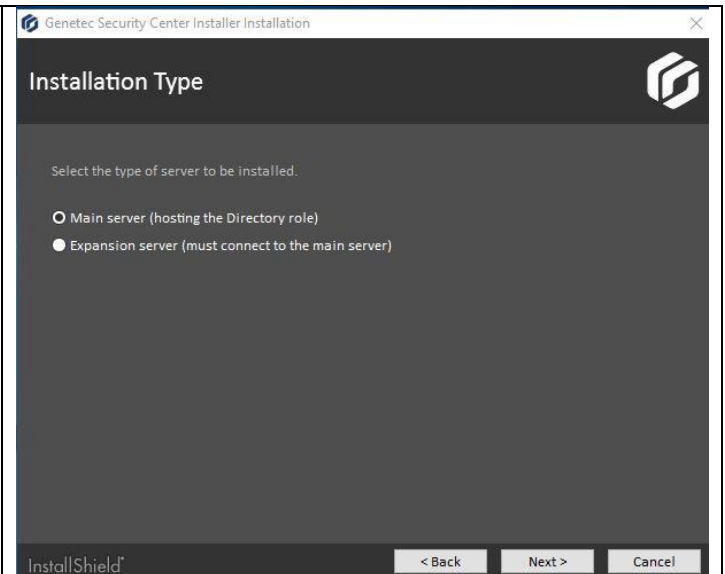 Genetec Security Center Installer Installation
Installation Type
Select the type of server to be installed.
Main server (hosting the Directory role)
Expansion server (must connect to the main server)
InstallShield
< Back
Next >
Cancel